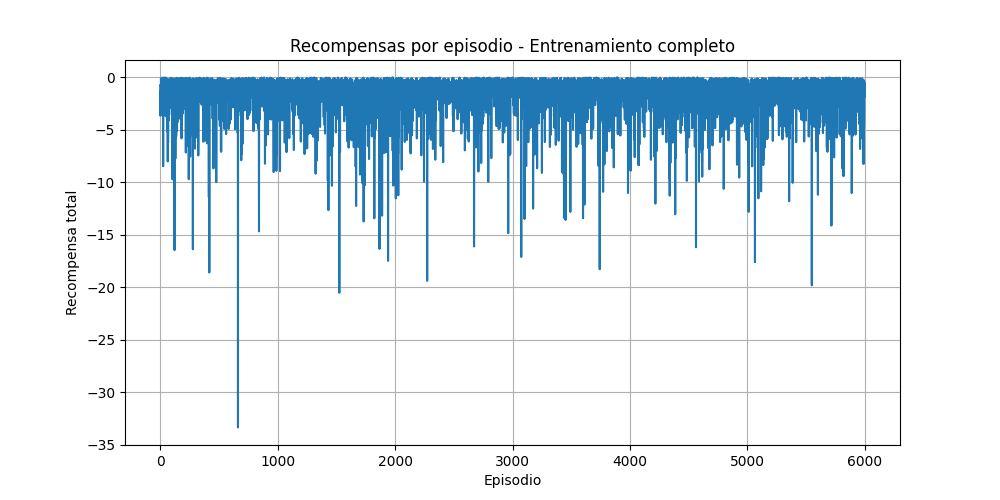 Recompensas por episodio - Entrenamiento completo
0
−5
−10
−15
−20
−25
−30
−35
Recompensa total
0 1000 2000 3000 4000 5000 6000
Episodio